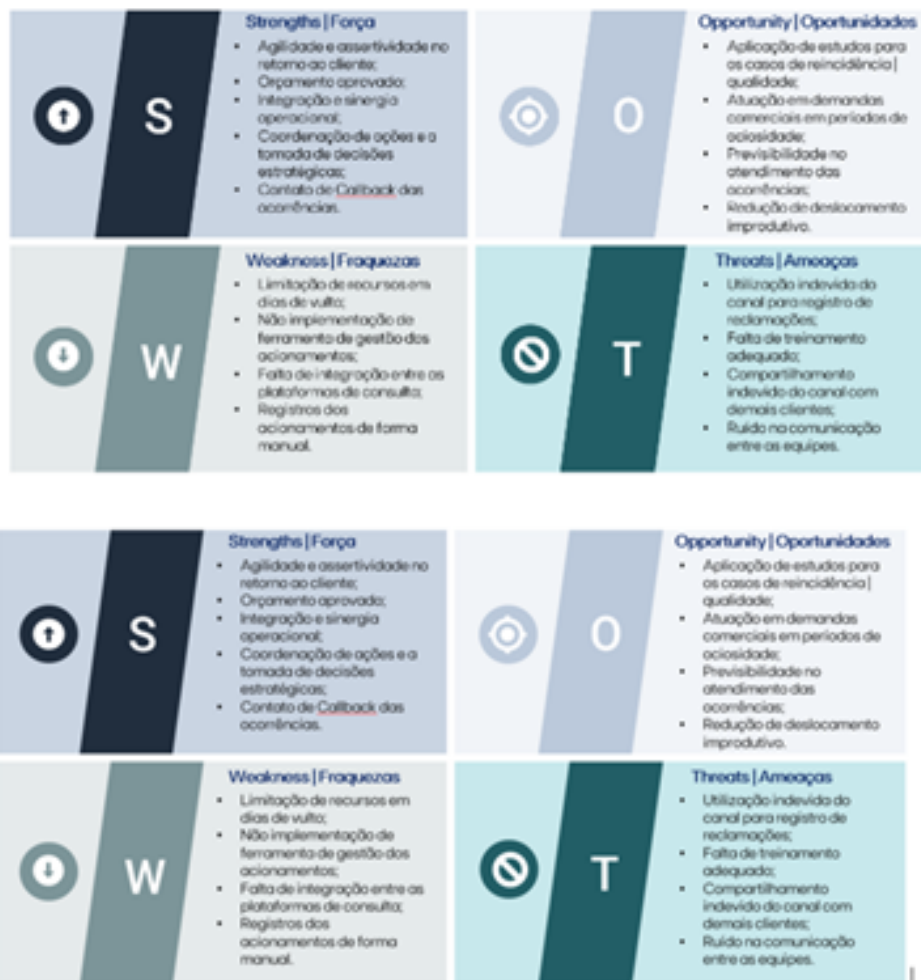 Strengths | Força
• Agilidade e assertividade no
retorno ao cliente;
• Orçamento aprovado;
• Integração e sinergia
operacional;
• Coordenação de ações e a
tomada de decisões
estratégicas;
• Contato de Callback das
ocorrências.
S
Opportunity | Oportunidades
• Aplicação de estudos para
os casos de reincidência |
qualidade;
• Atuação em demandas
comerciais em períodos de
ociosidade;
• Previsibilidade no
atendimento das
ocorrências;
• Redução de deslocamento
improdutivo.
O
Weakness | Fraquezas
• Limitação de recursos em
dias de vulto;
• Não implementação de
ferramenta de gestão dos
acionamentos;
• Falta de integração entre as
plataformas de consulta;
• Registros dos
acionamentos de forma
manual.
W
Threats | Ameaças
• Utilização indevida do
canal para registro de
reclamações;
• Falta de treinamento
adequado;
• Compartilhamento
indevido do canal com
demais clientes;
• Ruído na comunicação
entre as equipes.
T
Strengths | Força
• Agilidade e assertividade no
retorno ao cliente;
• Orçamento aprovado;
• Integração e sinergia
operacional;
• Coordenação de ações e a
tomada de decisões
estratégicas;
• Contato de Callback das
ocorrências.
S
Opportunity | Oportunidades
• Aplicação de estudos para
os casos de reincidência |
qualidade;
• Atuação em demandas
comerciais em períodos de
ociosidade;
• Previsibilidade no
atendimento das
ocorrências;
• Redução de deslocamento
improdutivo.
O
Weakness | Fraquezas
• Limitação de recursos em
dias de vulto;
• Não implementação de
ferramenta de gestão dos
acionamentos;
• Falta de integração entre as
plataformas de consulta;
• Registros dos
acionamentos de forma
manual.
W
Threats | Ameaças
• Utilização indevida do
canal para registro de
reclamações;
• Falta de treinamento
adequado;
• Compartilhamento
indevido do canal com
demais clientes;
• Ruído na comunicação
entre as equipes.
T